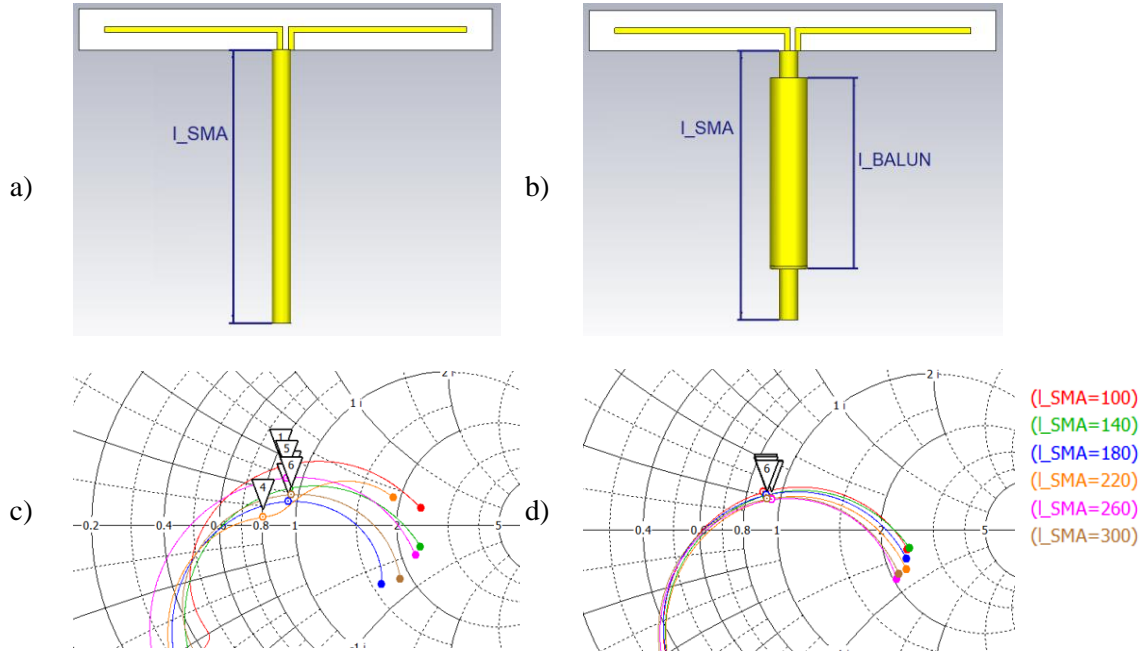 a)
l_SMA
b)
l_SMA
l_BALUN
c)
0.2
0.4
0.6
0.8
1
2
5
1 i
2 i
-1 i
1
5
6
4
d)
0.4
0.6
0.8
1
2
5
1 i
2 i
6
(l_SMA=100)
(l_SMA=140)
(l_SMA=180)
(l_SMA=220)
(l_SMA=260)
(l_SMA=300)